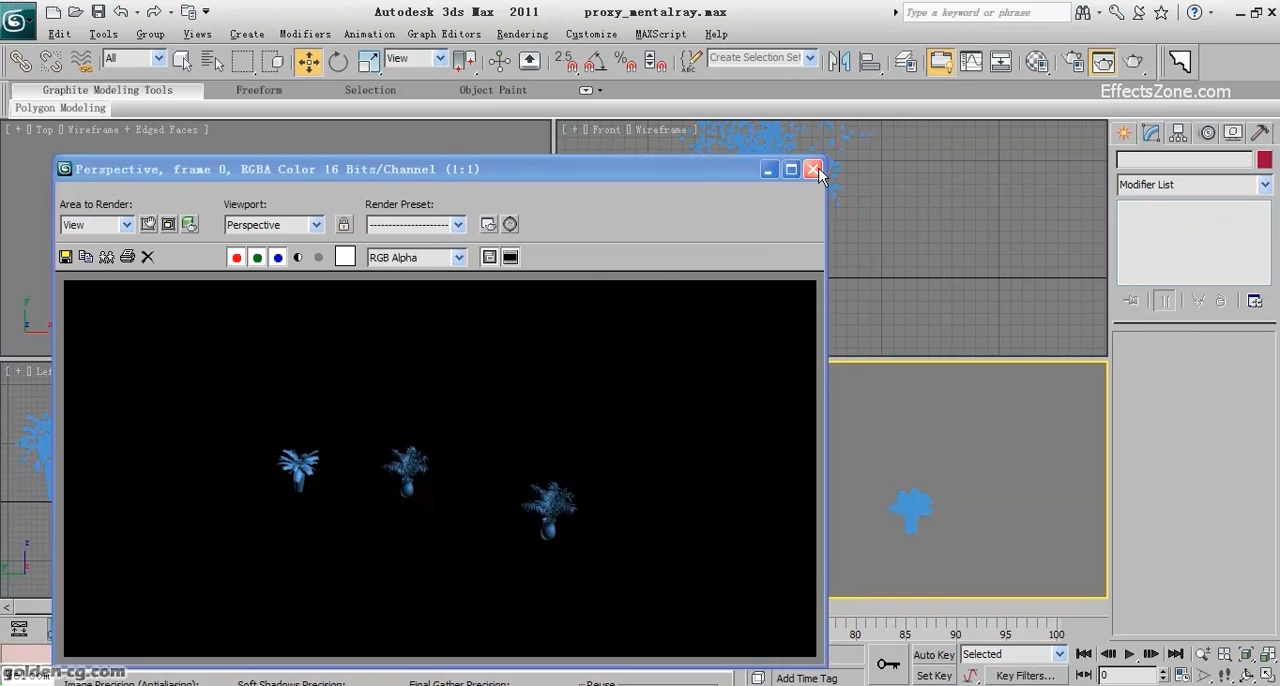 Autodesk 3ds Max 2011 proxy_mentalray.max
Type a keyword or phrase
Edit Tools Group Views Create Modifiers Animation Graph Editors Rendering Customize MAXScript Help
All
View
2.5
ABC
Create Selection Set
Graphite Modeling Tools Freeform Selection Object Paint
EffectsZone.com
Polygon Modeling
[ + ] Top ] Wireframe + Edged Faces ]
[ + ] Front ] Wireframe ]
Perspective, frame 0, RGBA Color 16 Bits/Channel (1:1)
Modifier List
Area to Render: Viewport: Render Preset:
View Perspective
RGB Alpha
y
z x
[ + ] Left
z
y x
80 85 90 95 100
Auto Key Selected
Set Key Key Filters... 0
Add Time Tag
golden-cg.com
Image Precision (Antialiasing): Soft Shadows Precision: Final Gather Precision: Reuse